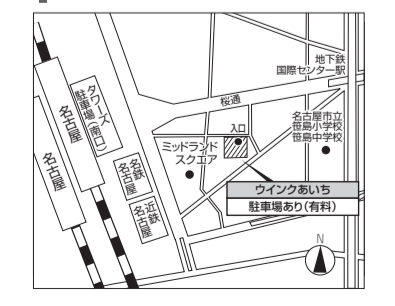 地下鉄
国際センター駅
桜通
名古屋市立
笹島小学校
笹島中学校
入口
ミッドランド
スクエア
タワーズ
駐車場(南口)
名古屋
名古屋
名鉄
名古屋
近鉄
名古屋
ウインクあいち
駐車場あり(有料)
N